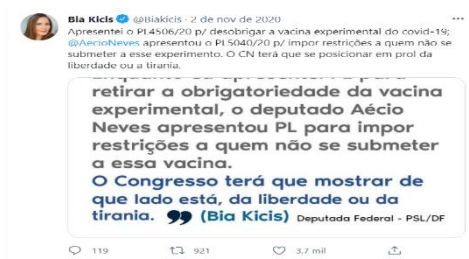 Bia Kicis @Biakicis · 2 de nov de 2020
Apresentei o PL4506/20 p/ desobrigar a vacina experimental do covid-19;
@AecioNeves apresentou o PL5040/20 p/ impor restrições a quem não se
submeter a esse experimento. O CN terá que se posicionar em prol da
liberdade ou a tirania.
retirar a obrigatoriedade da vacina
experimental, o deputado Aécio
Neves apresentou PL para impor
restrições a quem não se submeter
a essa vacina.
O Congresso terá que mostrar de
que lado está, da liberdade ou da
tirania. (Bia Kicis) Deputada Federal - PSL/DF
119 921 3,7 mil